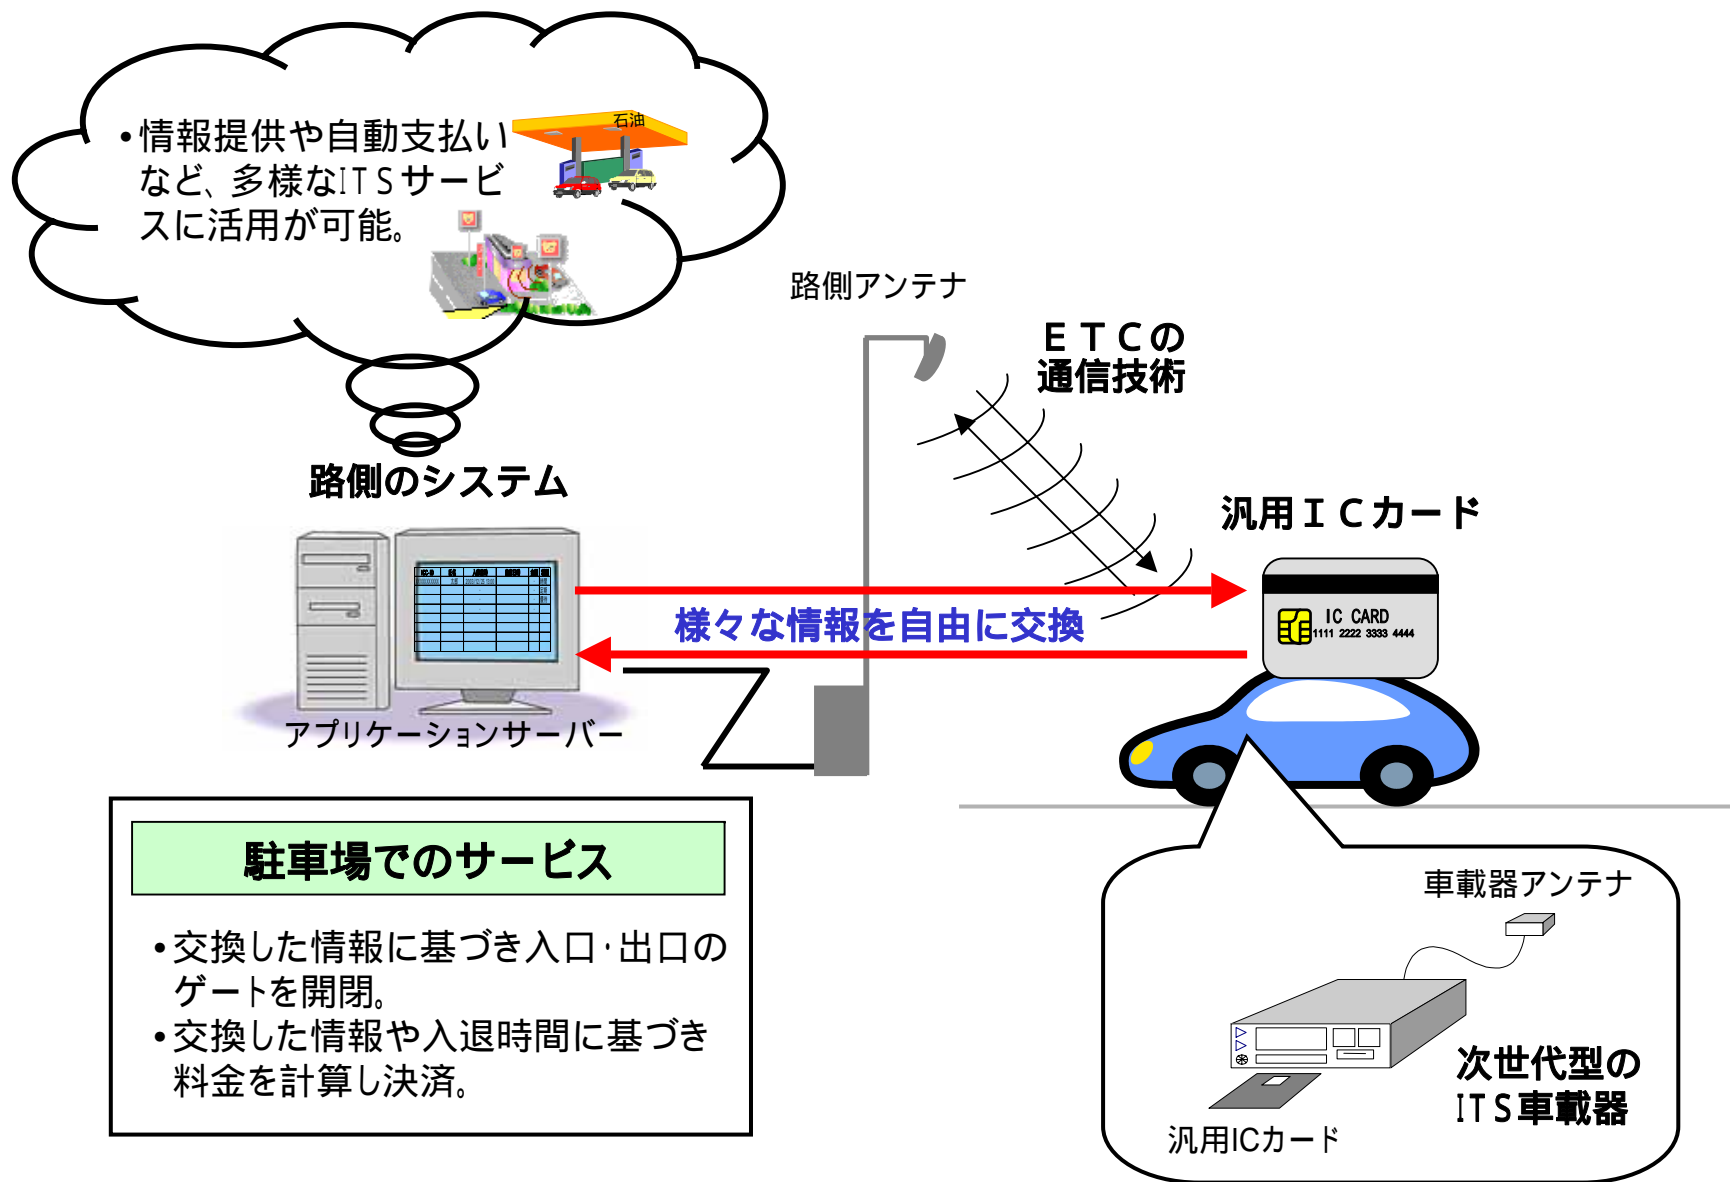 •情報提供や自動支払い
など、多様なITSサービ
スに活用が可能。
石油
路側アンテナ
ETCの
通信技術
路側のシステム
汎用ICカード
IC CARD
1111 2222 3333 4444
様々な情報を自由に交換
アプリケーションサーバー
駐車場でのサービス
•交換した情報に基づき入口・出口の
ゲートを開閉。
•交換した情報や入退時間に基づき
料金を計算し決済。
車載器アンテナ
次世代型の
ITS車載器
汎用ICカード